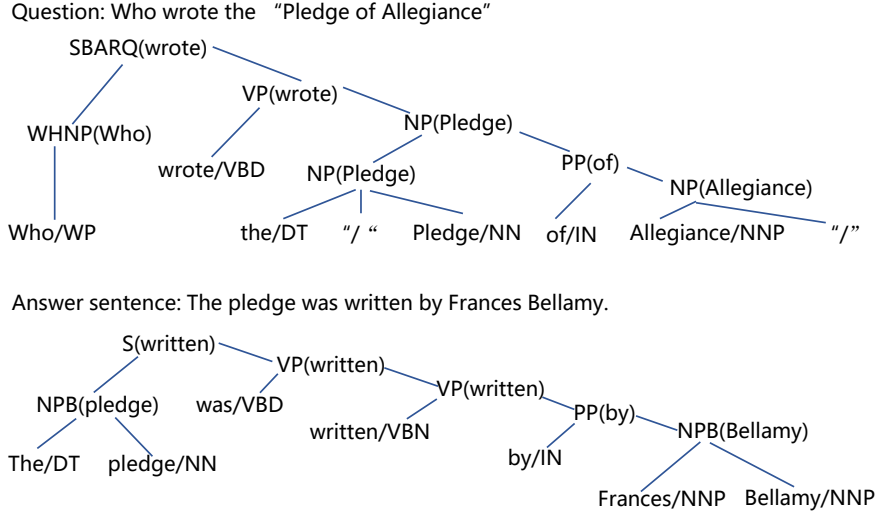 Question: Who wrote the “Pledge of Allegiance”
SBARQ(wrote)
VP(wrote)
NP(Pledge)
WHNP(Who)
wrote/VBD
NP(Pledge)
PP(of)
NP(Allegiance)
Who/WP the/DT “/ “ Pledge/NN of/IN Allegiance/NNP “/”
Answer sentence: The pledge was written by Frances Bellamy.
S(written)
VP(written)
VP(written)
NPB(pledge) was/VBD
PP(by)
written/VBN
NPB(Bellamy)
The/DT pledge/NN
by/IN
Frances/NNP Bellamy/NNP